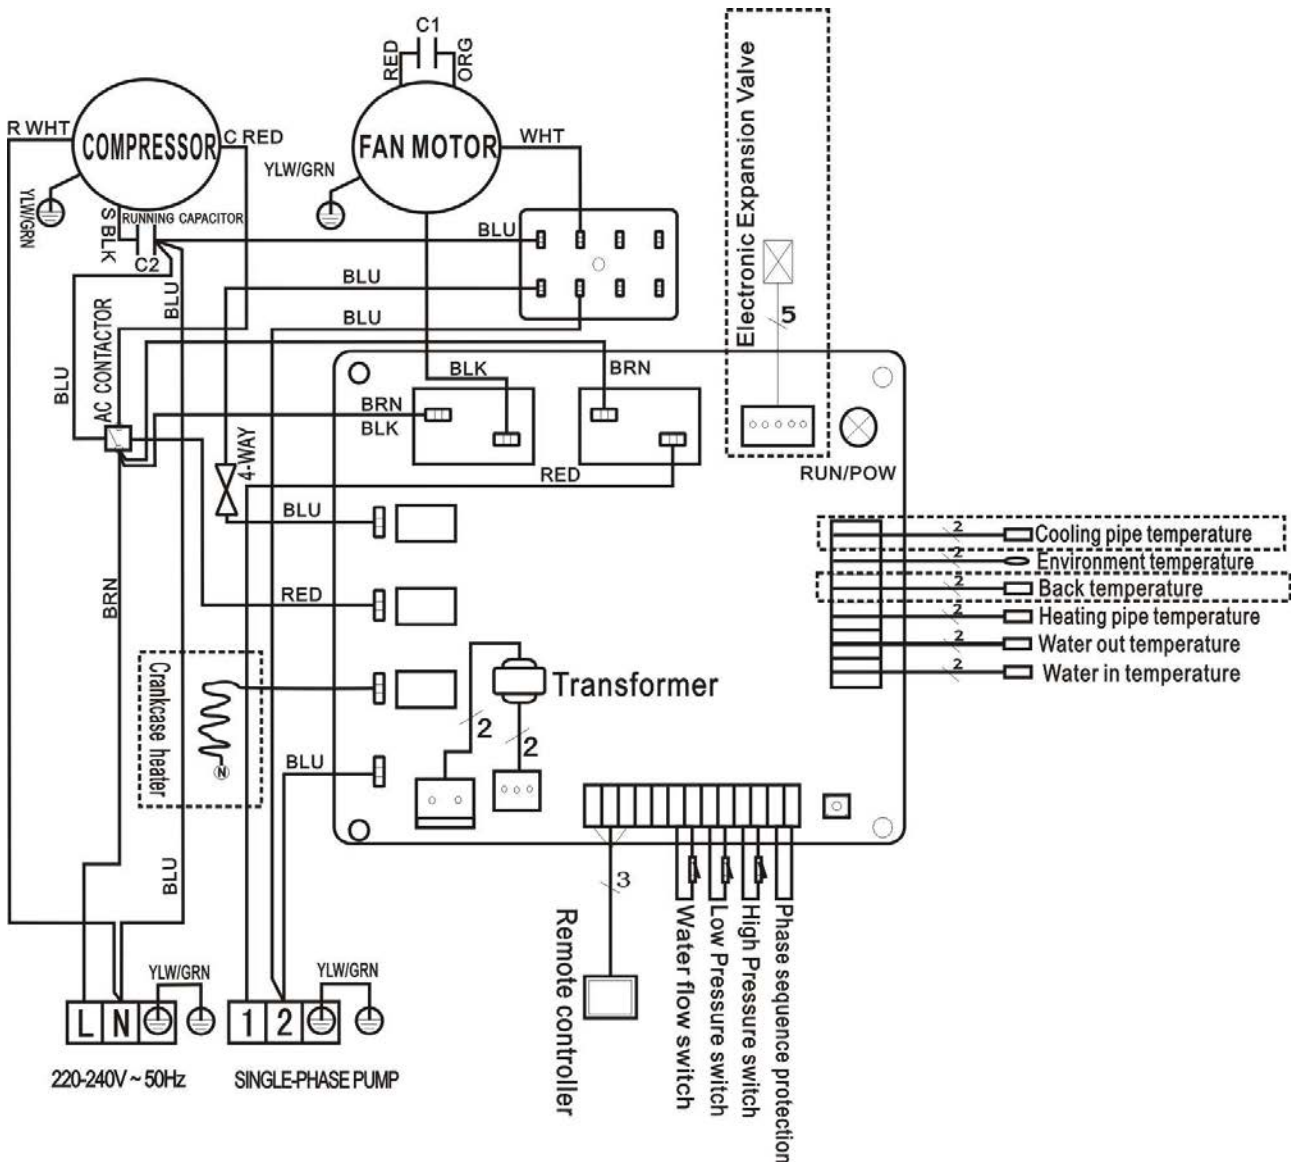 C1
RED
ORG
Electronic Expansion Valve
R WHT
COMPRESSOR
C RED
FAN MOTOR
WHT
YLW/GRN
YLW/GRN
S BLK
RUNNING CAPACITOR
C2
BLU
BLU
BLU
BLU
5
AC CONTACTOR
BLU
BLK
BRN
BRN
BLK
4-WAY
RED
RUN/POW
BLU
2
Cooling pipe temperature
2
Environment temperature
BRN
RED
2
Back temperature
2
Heating pipe temperature
2
Water out temperature
2
Water in temperature
Crankcase heater
N
Transformer
2
2
BLU
BLU
3
Remote controller
Water flow switch
Low Pressure switch
High Pressure switch
Phase sequence protection
YLW/GRN
YLW/GRN
L N
1 2
220-240V ~ 50Hz
SINGLE-PHASE PUMP